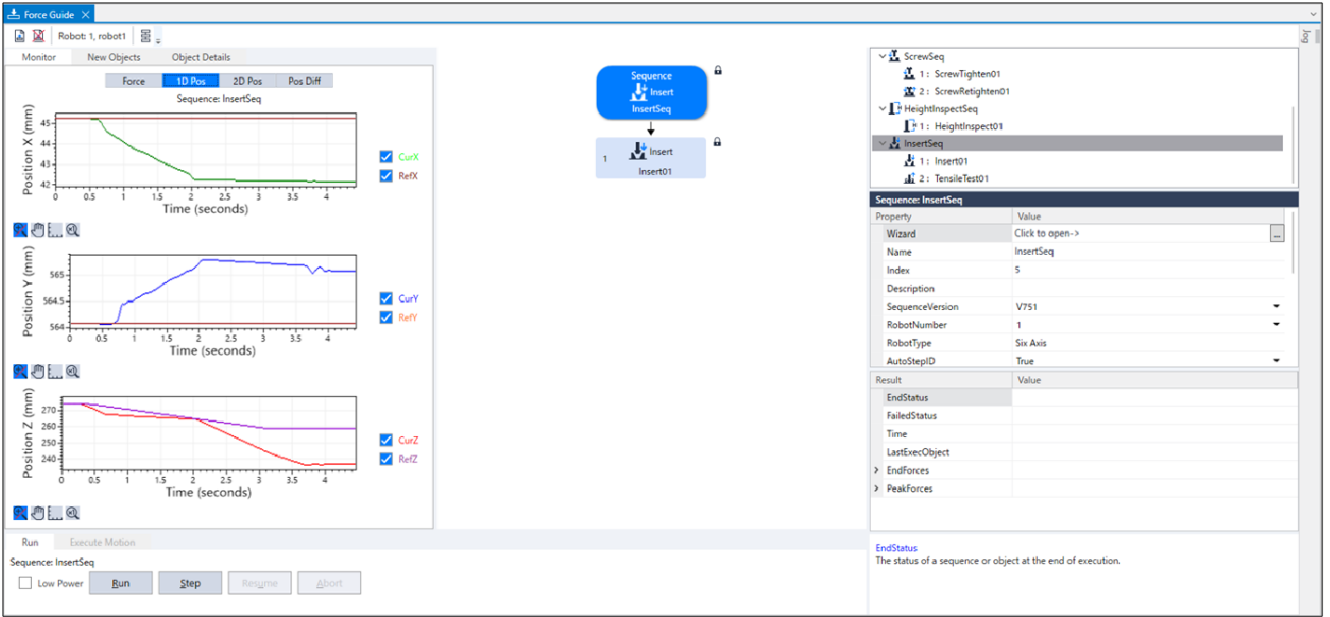 Force Guide
Robot: 1, robot1
Jog
Monitor New Objects Object Details
Force 1D Pos 2D Pos Pos Diff
Sequence: InsertSeq
Position X (mm)
45
44
43
42
0 0.5 1 1.5 2 2.5 3 3.5 4
Time (seconds)
CurX
RefX
Position Y (mm)
565
564.5
564
0 0.5 1 1.5 2 2.5 3 3.5 4
Time (seconds)
CurY
RefY
Position Z (mm)
270
260
250
240
0 0.5 1 1.5 2 2.5 3 3.5 4
Time (seconds)
CurZ
RefZ
Run Execute Motion
Sequence: InsertSeq
Low Power Run Step Resume Abort
Sequence
Insert
InsertSeq
1 Insert
Insert01
ScrewSeq
1 : ScrewTighten01
2 : ScrewRetighten01
HeightInspectSeq
1 : HeightInspect01
InsertSeq
1 : Insert01
2 : TensileTest01
Sequence: InsertSeq
Property Value
Wizard Click to open-> ...
Name InsertSeq
Index 5
Description
SequenceVersion V751
RobotNumber 1
RobotType Six Axis
AutoStepID True
Result Value
EndStatus
FailedStatus
Time
LastExecObject
EndForces
PeakForces
EndStatus
The status of a sequence or object at the end of execution.